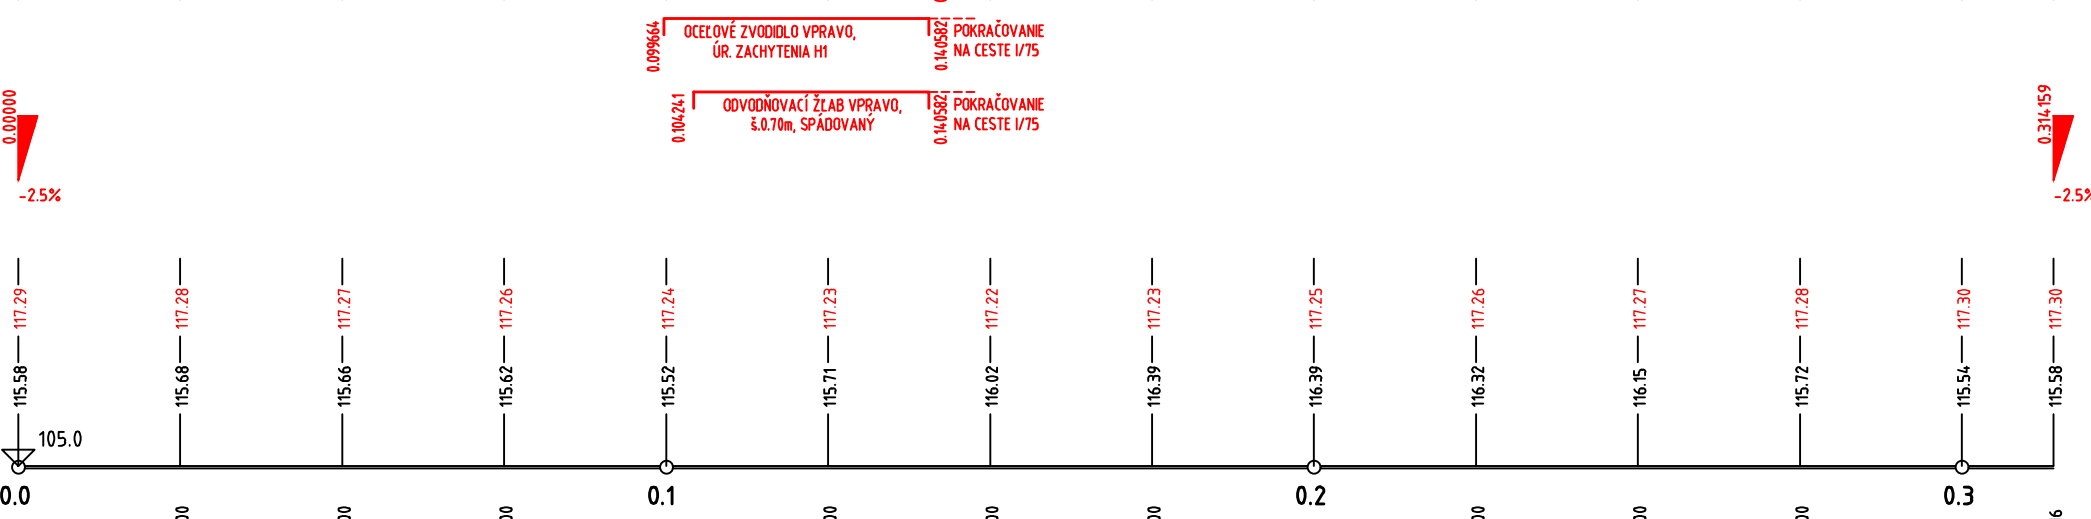 0.099664
OCEĽOVÉ ZVODIDLO VPRAVO,
ÚR. ZACHYTENIA H1
0.140582
POKRAČOVANIE
NA CESTE I/75
0.104241
ODVODŇOVACÍ ŽĽAB VPRAVO,
š.0.70m, SPÁDOVANÝ
0.140582
POKRAČOVANIE
NA CESTE I/75
0.00000
-2.5%
0.314159
-2.5%
117.29 117.28 117.27 117.26 117.24 117.23 117.22 117.23 117.25 117.26 117.27 117.28 117.30 117.30
115.58 115.68 115.66 115.62 115.52 115.71 116.02 116.39 116.39 116.32 116.15 115.72 115.54 115.58
105.0
0.0 0.1 0.2 0.3